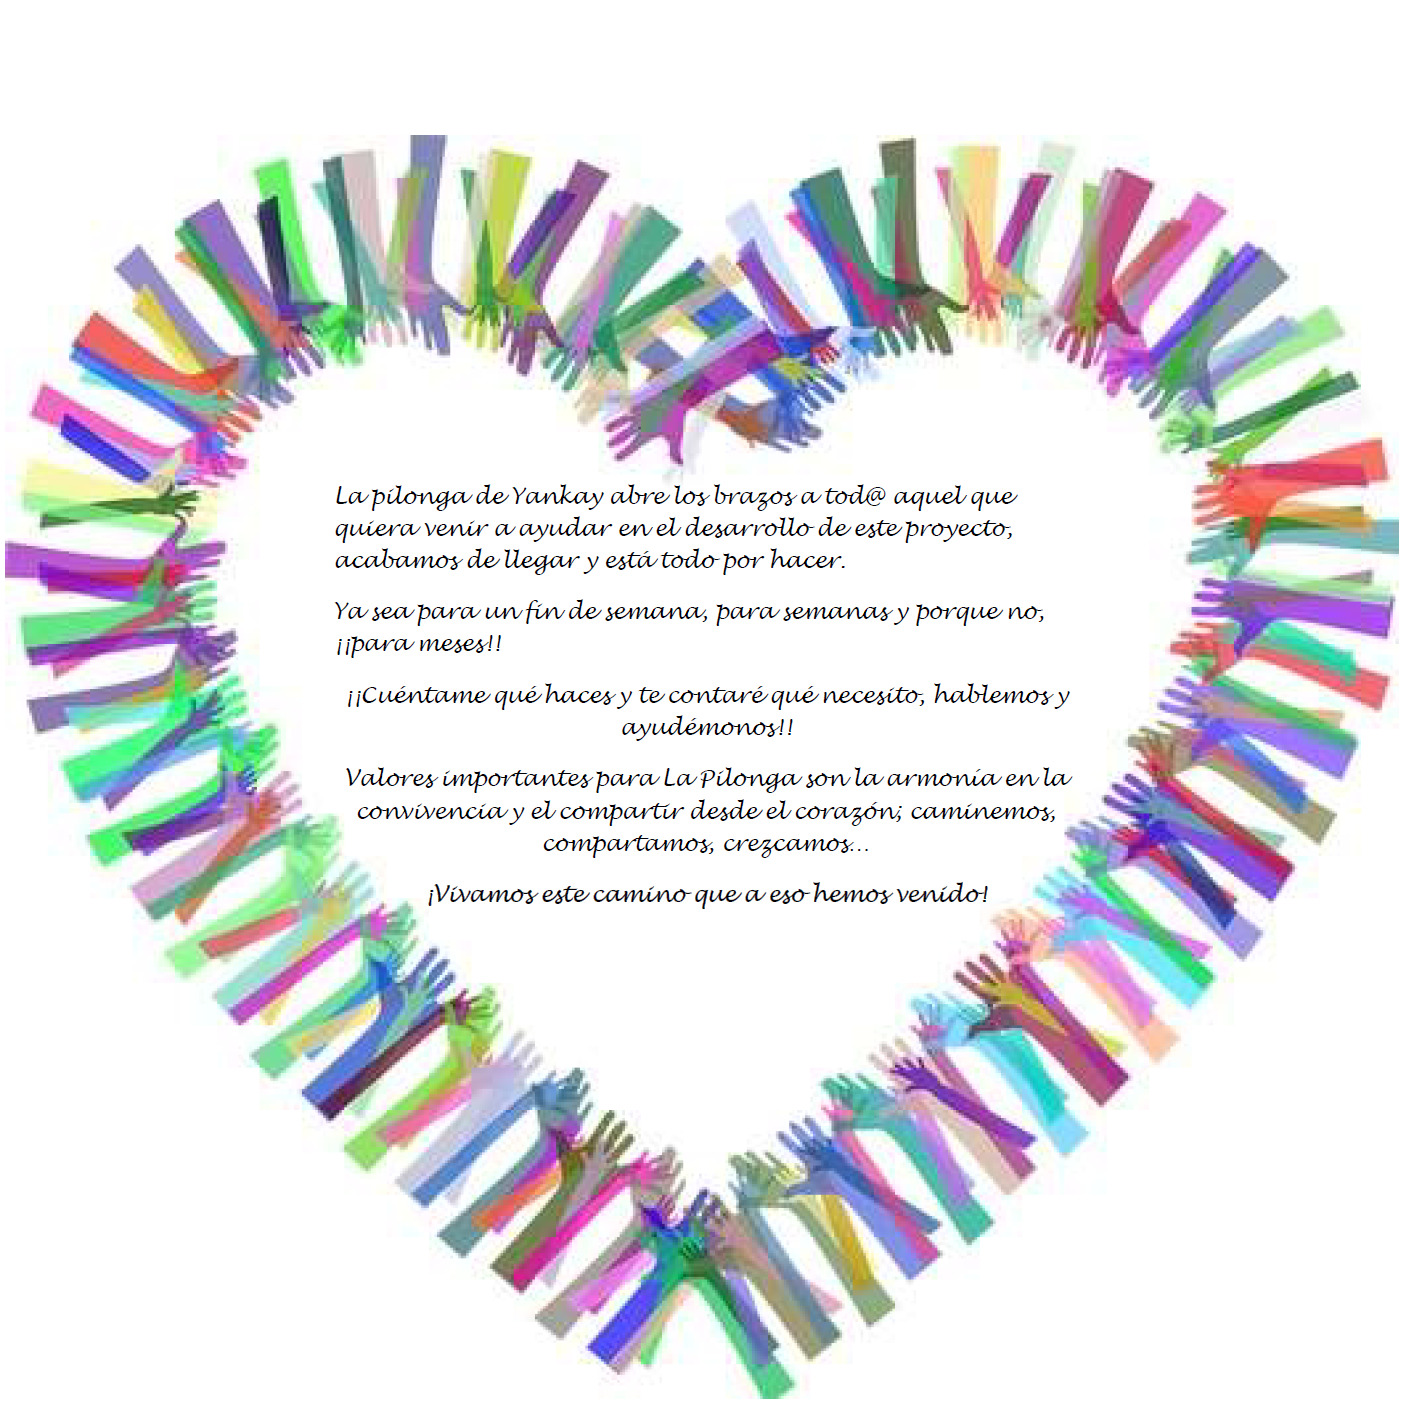 La pilonga de Yankay abre los brazos a tod@ aquel que
quiera venir a ayudar en el desarrollo de este proyecto,
acabamos de llegar y está todo por hacer.
Ya sea para un fin de semana, para semanas y porque no,
¡¡para meses!!
¡¡Cuéntame qué haces y te contaré qué necesito, hablemos y
ayudémonos!!
Valores importantes para La Pilonga son la armonía en la
convivencia y el compartir desde el corazón; caminemos,
compartamos, crezcamos...
¡Vivamos este camino que a eso hemos venido!